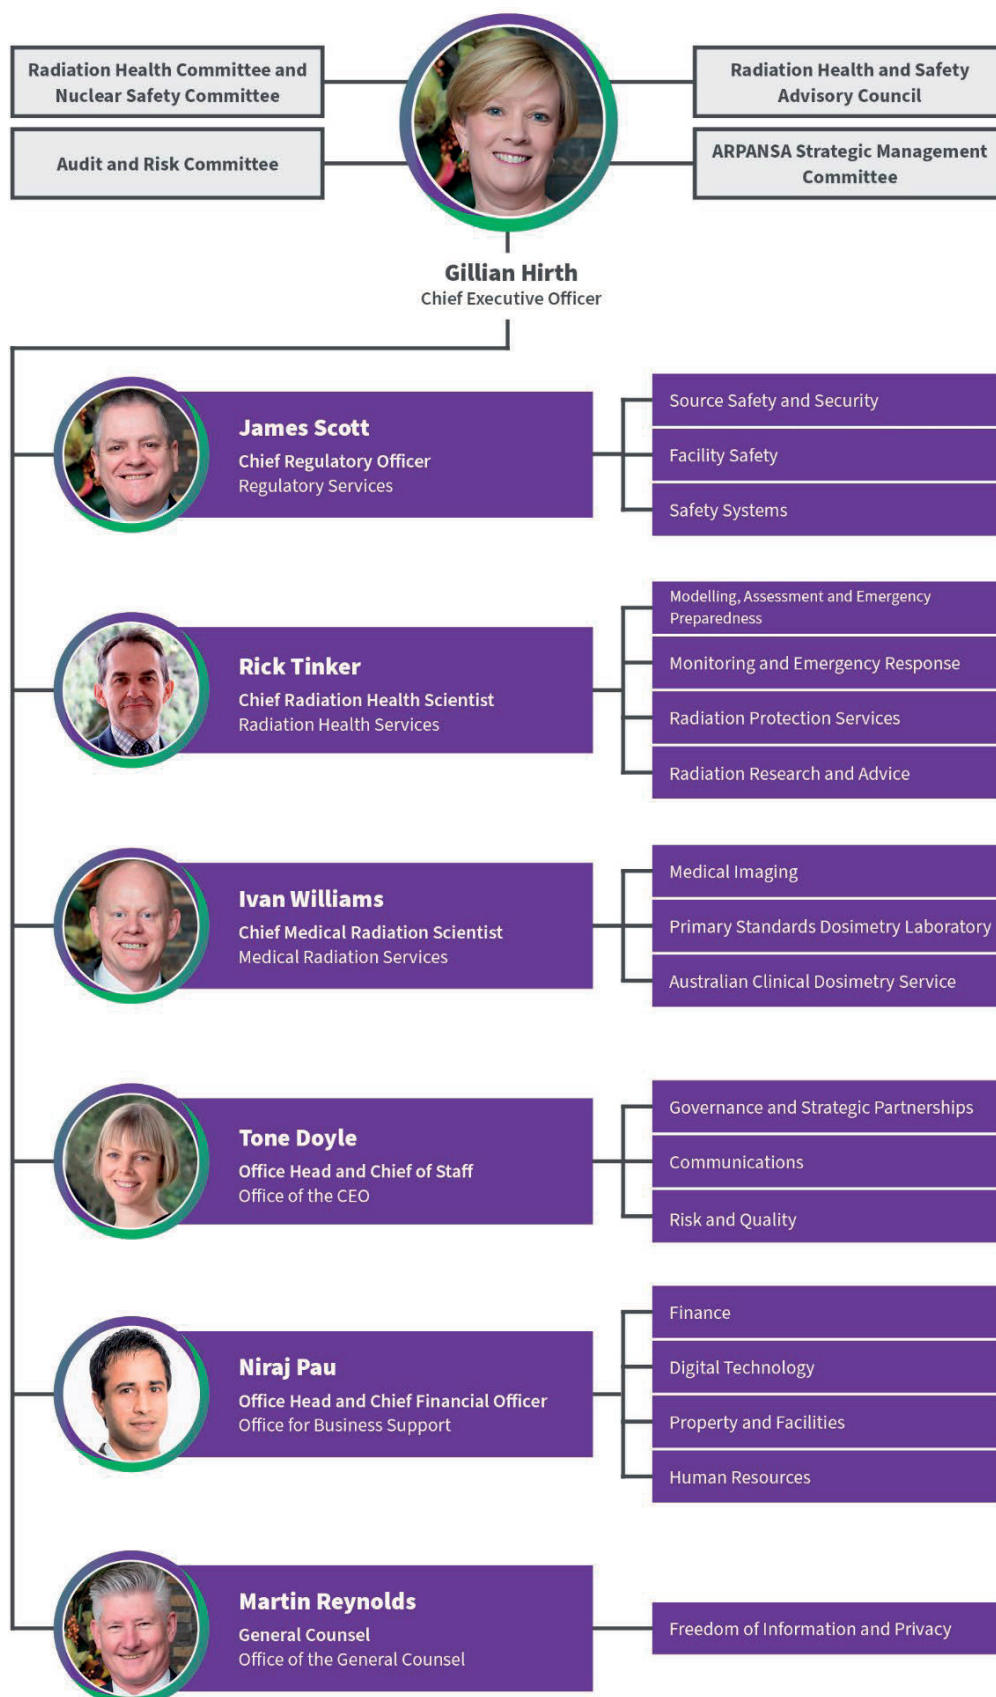 Radiation Health Committee and
Nuclear Safety Committee
Radiation Health and Safety
Advisory Council
Audit and Risk Committee
ARPANSA Strategic Management
Committee
Gillian Hirth
Chief Executive Officer
James Scott
Chief Regulatory Officer
Regulatory Services
Source Safety and Security
Facility Safety
Safety Systems
Rick Tinker
Chief Radiation Health Scientist
Radiation Health Services
Modelling, Assessment and Emergency
Preparedness
Monitoring and Emergency Response
Radiation Protection Services
Radiation Research and Advice
Ivan Williams
Chief Medical Radiation Scientist
Medical Radiation Services
Medical Imaging
Primary Standards Dosimetry Laboratory
Australian Clinical Dosimetry Service
Tone Doyle
Office Head and Chief of Staff
Office of the CEO
Governance and Strategic Partnerships
Communications
Risk and Quality
Niraj Pau
Office Head and Chief Financial Officer
Office for Business Support
Finance
Digital Technology
Property and Facilities
Human Resources
Martin Reynolds
General Counsel
Office of the General Counsel
Freedom of Information and Privacy